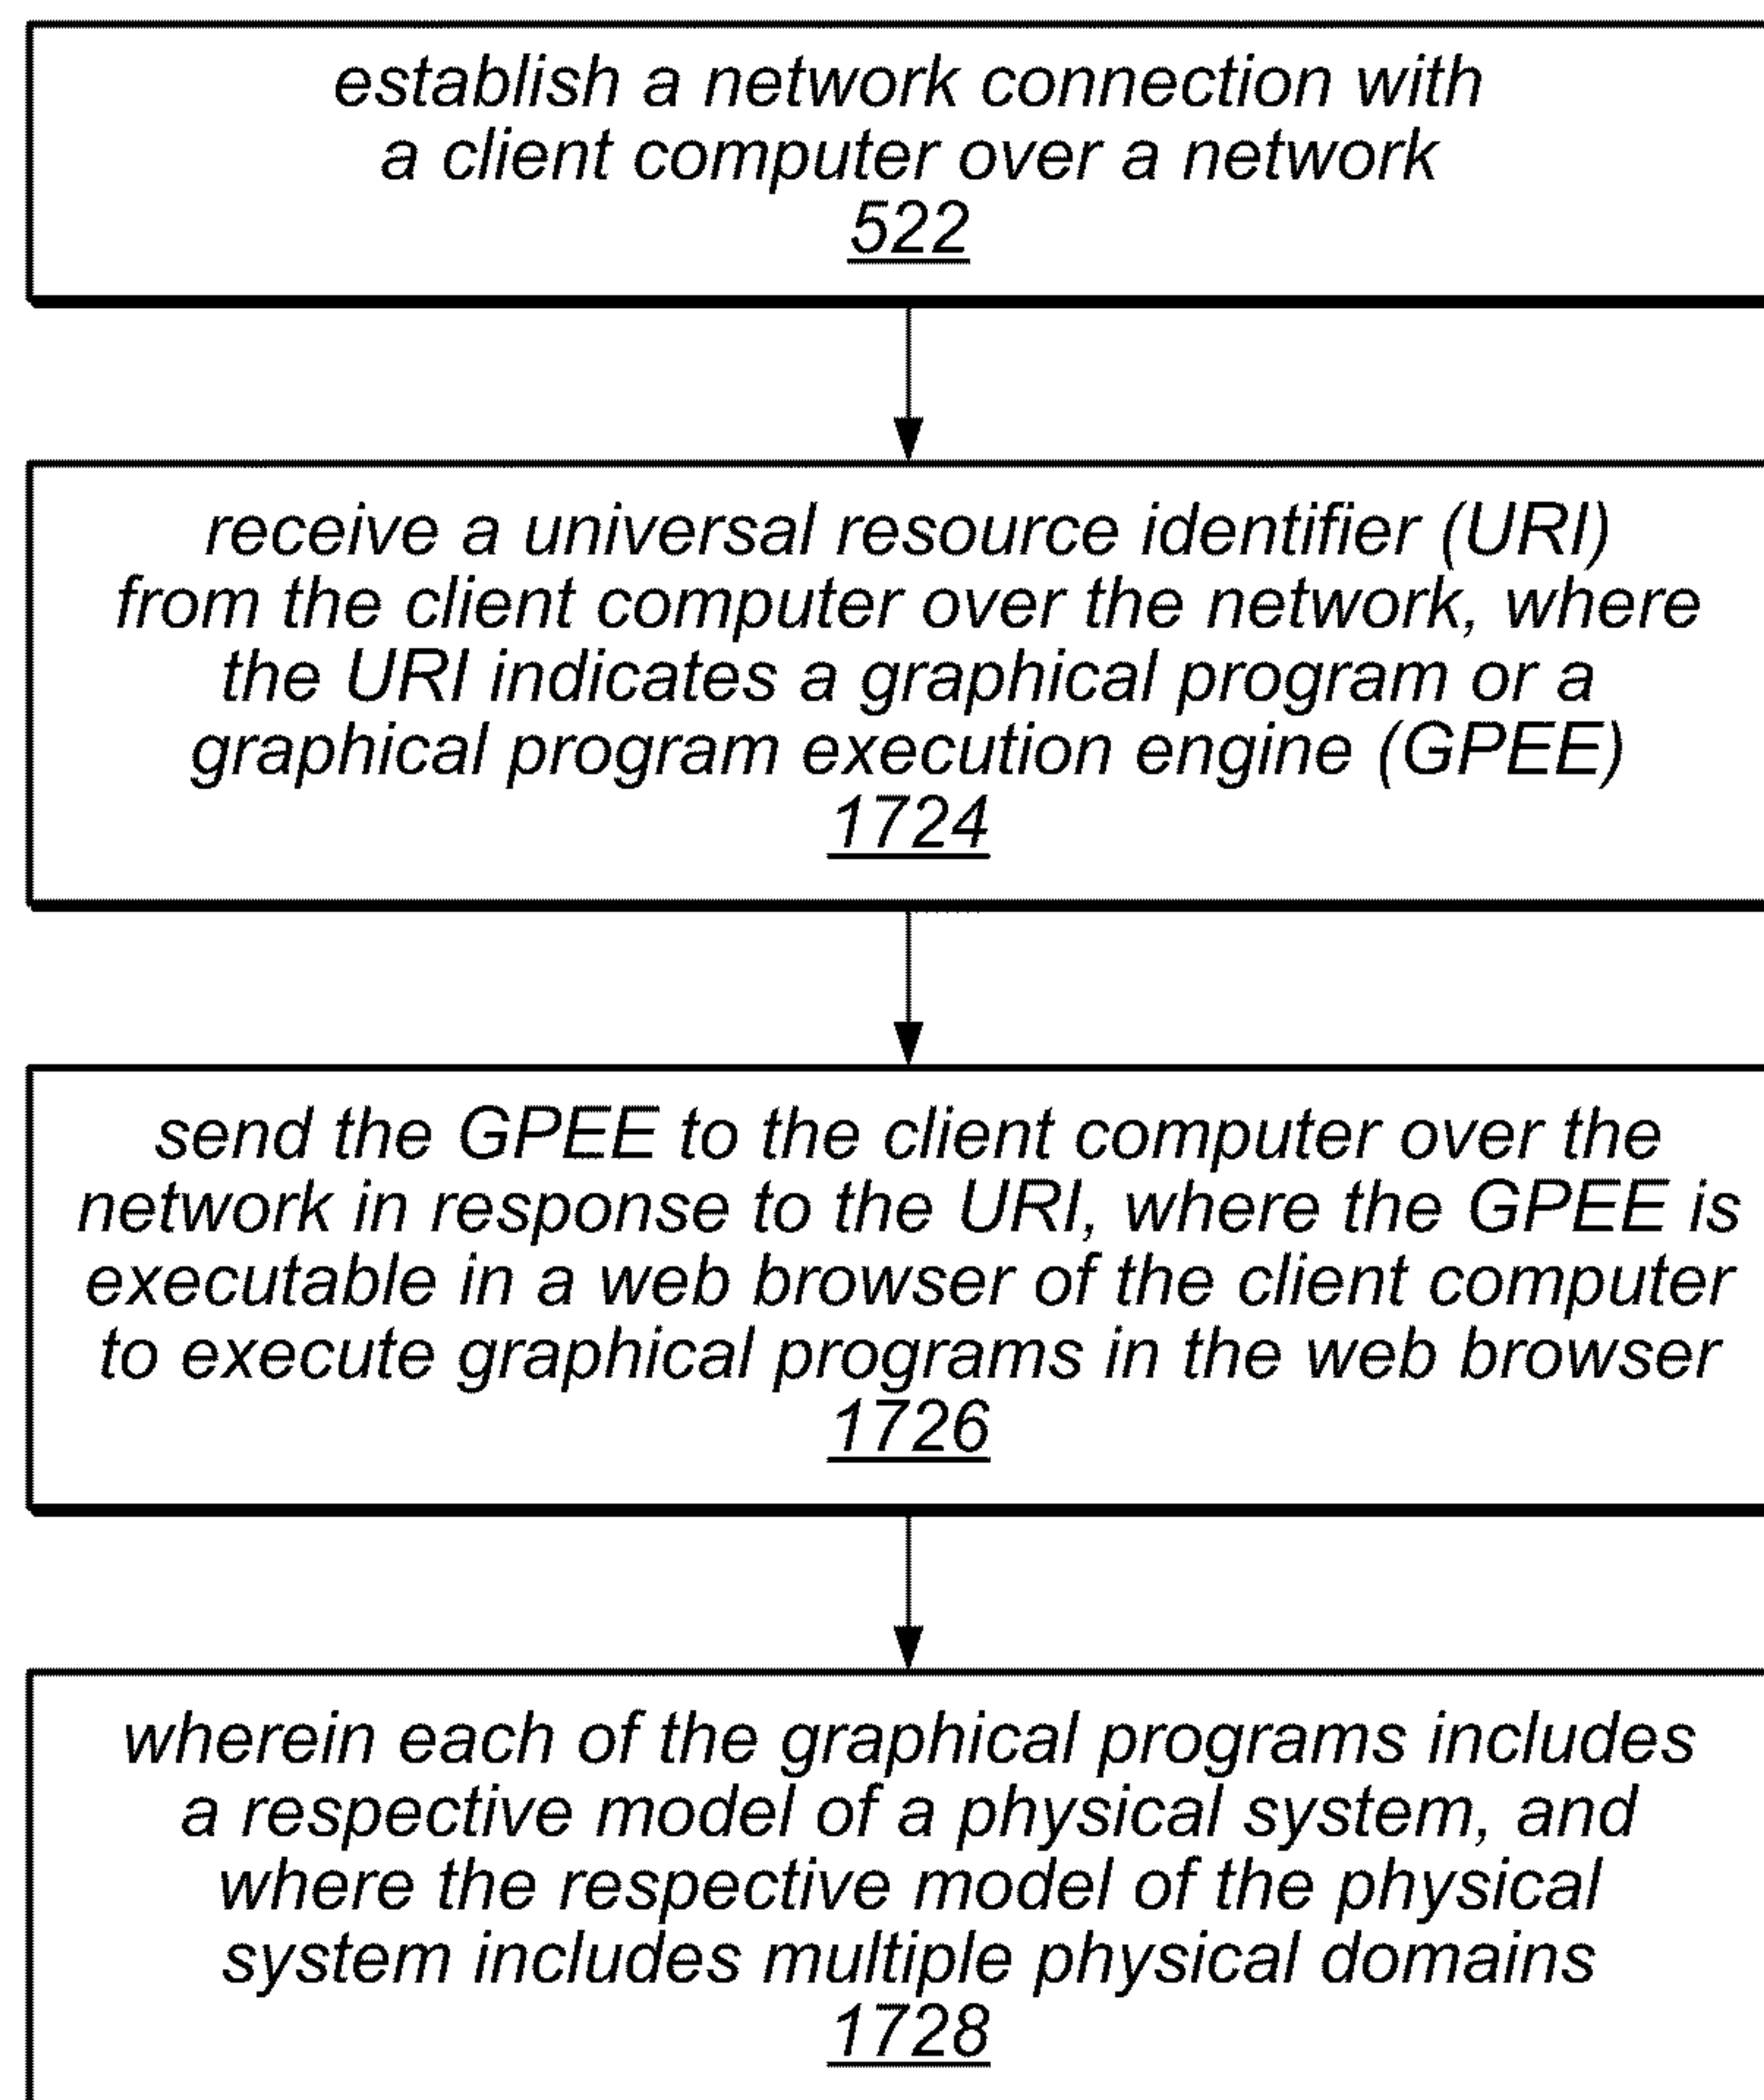 establish a network connection with
a client computer over a network
522
receive a universal resource identifier (URI)
from the client computer over the network, where
the URI indicates a graphical program or a
graphical program execution engine (GPEE)
1724
send the GPEE to the client computer over the
network in response to the URI, where the GPEE is
executable in a web browser of the client computer
to execute graphical programs in the web browser
1726
wherein each of the graphical programs includes
a respective model of a physical system, and
where the respective model of the physical
system includes multiple physical domains
1728